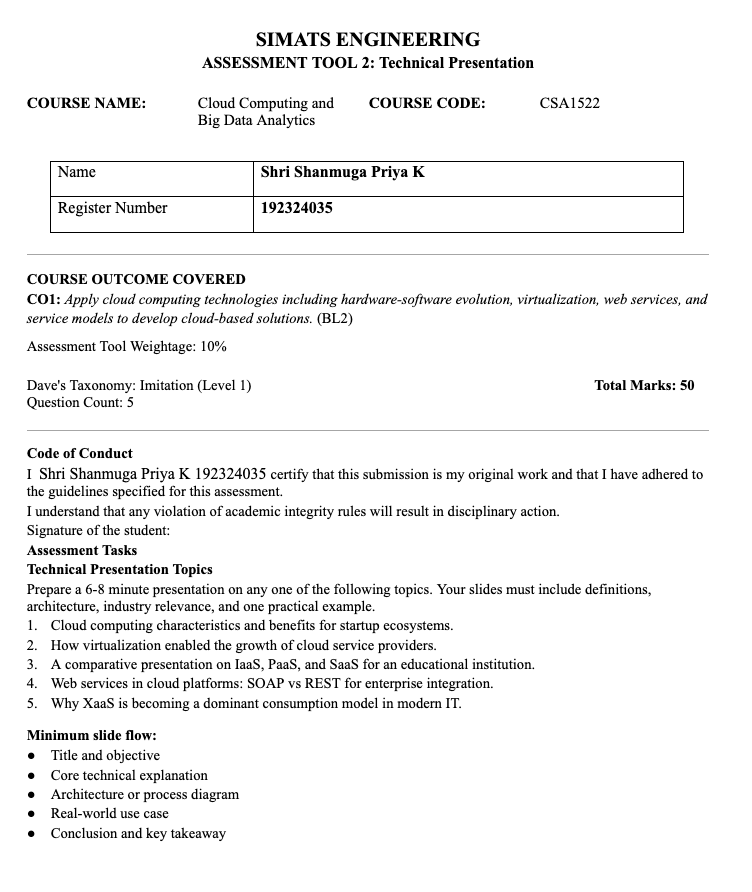 SIMATS ENGINEERING
ASSESSMENT TOOL 2: Technical Presentation
COURSE NAME: Cloud Computing and COURSE CODE: CSA1522
Big Data Analytics
Name Shri Shanmuga Priya K
Register Number 192324035
COURSE OUTCOME COVERED
CO1: Apply cloud computing technologies including hardware-software evolution, virtualization, web services, and
service models to develop cloud-based solutions. (BL2)
Assessment Tool Weightage: 10%
Dave's Taxonomy: Imitation (Level 1) Total Marks: 50
Question Count: 5
Code of Conduct
I Shri Shanmuga Priya K 192324035 certify that this submission is my original work and that I have adhered to
the guidelines specified for this assessment.
I understand that any violation of academic integrity rules will result in disciplinary action.
Signature of the student:
Assessment Tasks
Technical Presentation Topics
Prepare a 6-8 minute presentation on any one of the following topics. Your slides must include definitions,
architecture, industry relevance, and one practical example.
1. Cloud computing characteristics and benefits for startup ecosystems.
2. How virtualization enabled the growth of cloud service providers.
3. A comparative presentation on IaaS, PaaS, and SaaS for an educational institution.
4. Web services in cloud platforms: SOAP vs REST for enterprise integration.
5. Why XaaS is becoming a dominant consumption model in modern IT.
Minimum slide flow:
● Title and objective
● Core technical explanation
● Architecture or process diagram
● Real-world use case
● Conclusion and key takeaway